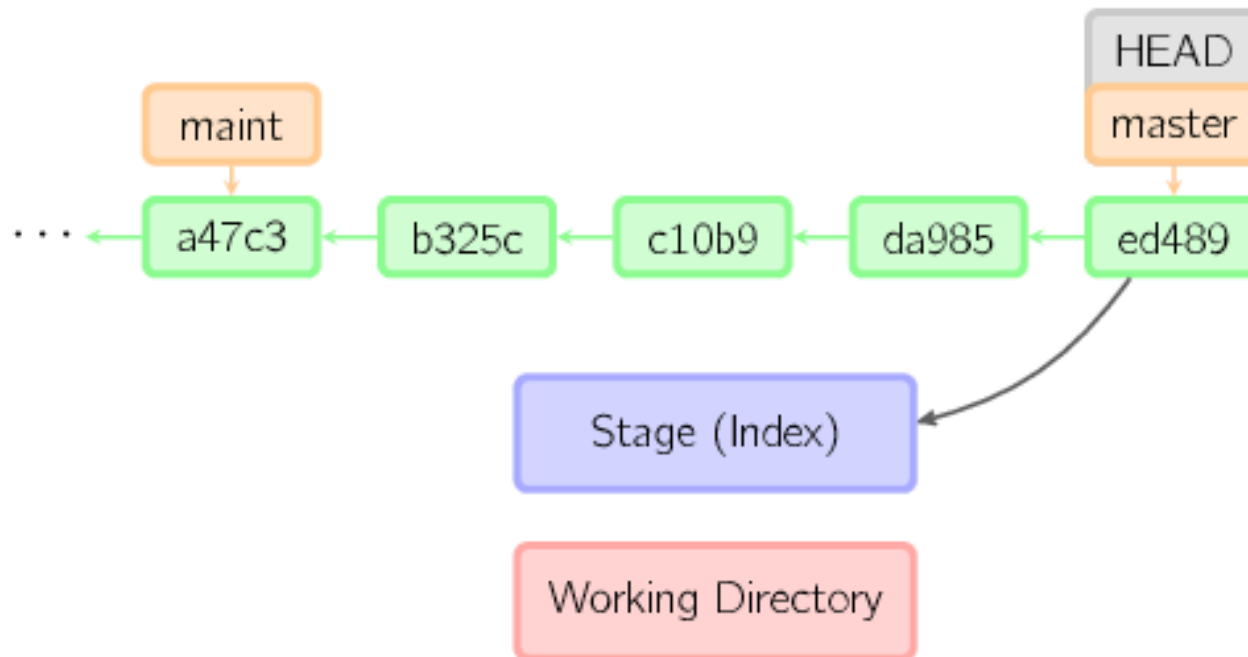 HEAD
maint
master
... a47c3 b325c c10b9 da985 ed489
Stage (Index)
Working Directory